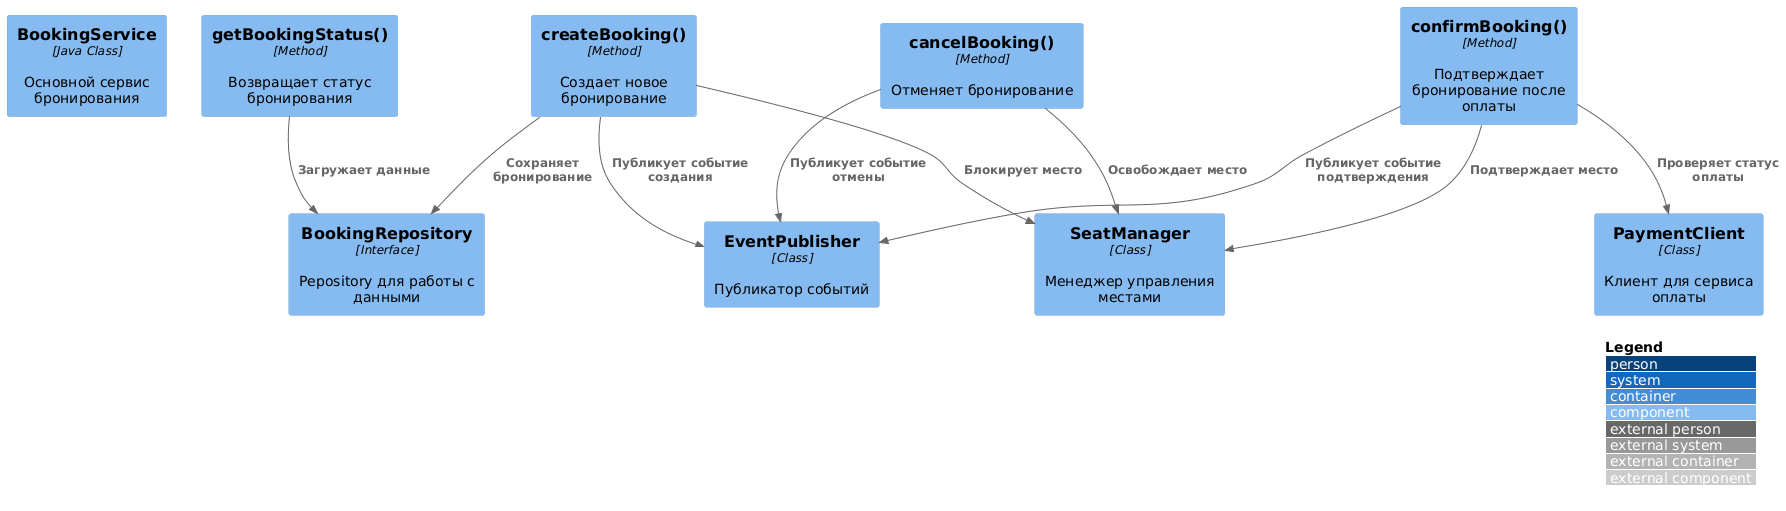 BookingService
[Java Class]
Основной сервис
бронирования
getBookingStatus()
[Method]
Возвращает статус
бронирования
createBooking()
[Method]
Создает новое
бронирование
cancelBooking()
[Method]
Отменяет бронирование
confirmBooking()
[Method]
Подтверждает
бронирование после
оплаты
Загружает данные
Сохраняет
бронирование
Публикует событие
создания
Публикует событие
отмены
Блокирует место
Освобождает место
Публикует событие
подтверждения
Подтверждает место
Проверяет статус
оплаты
BookingRepository
[Interface]
Репository для работы с
данными
EventPublisher
[Class]
Публикатор событий
SeatManager
[Class]
Менеджер управления
местами
PaymentClient
[Class]
Клиент для сервиса
оплаты
Legend
person
system
container
component
external person
external system
external container
external component